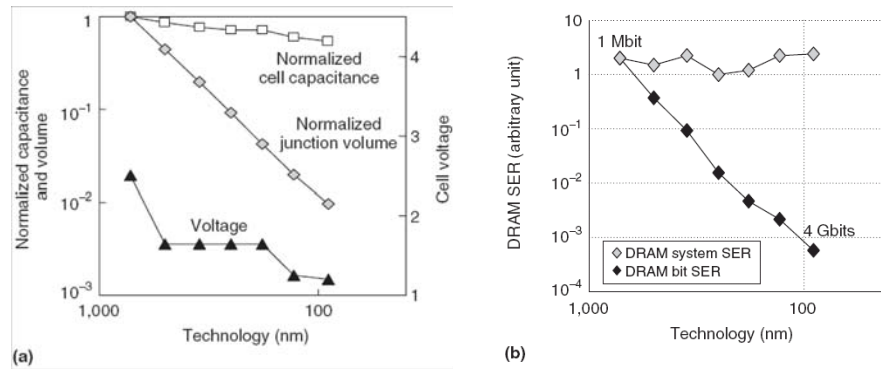 1
10⁻¹
10⁻²
10⁻³
Normalized capacitance
and volume
Normalized
cell capacitance
Normalized
junction volume
Voltage
4
3
2
1
Cell voltage
1,000
100
Technology (nm)
(a)
10
1
10⁻¹
10⁻²
10⁻³
10⁻⁴
DRAM SER (arbitrary unit)
1 Mbit
4 Gbits
DRAM system SER
DRAM bit SER
1,000
100
Technology (nm)
(b)